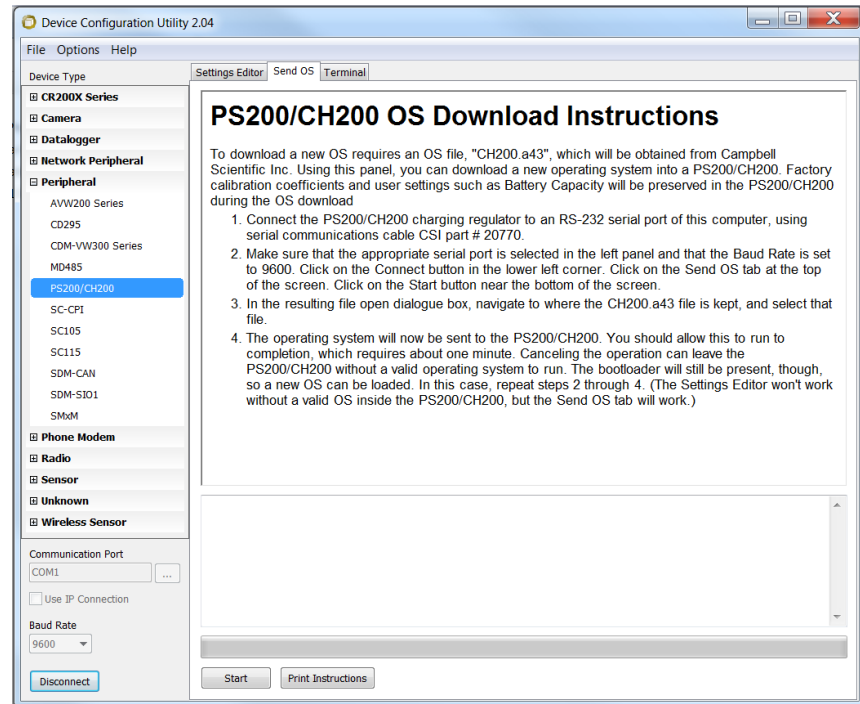 Device Configuration Utility 2.04
File Options Help
Device Type
CR200X Series
Camera
Datalogger
Network Peripheral
Peripheral
AVW200 Series
CD295
CDM-VW300 Series
MD485
PS200/CH200
SC-CPI
SC105
SC115
SDM-CAN
SDM-SIO1
SMxM
Phone Modem
Radio
Sensor
Unknown
Wireless Sensor
Communication Port
COM1
...
Use IP Connection
Baud Rate
9600
Disconnect
Settings Editor Send OS Terminal
PS200/CH200 OS Download Instructions
To download a new OS requires an OS file, "CH200.a43", which will be obtained from Campbell
Scientific Inc. Using this panel, you can download a new operating system into a PS200/CH200. Factory
calibration coefficients and user settings such as Battery Capacity will be preserved in the PS200/CH200
during the OS download
1. Connect the PS200/CH200 charging regulator to an RS-232 serial port of this computer, using
serial communications cable CSI part # 20770.
2. Make sure that the appropriate serial port is selected in the left panel and that the Baud Rate is set
to 9600. Click on the Connect button in the lower left corner. Click on the Send OS tab at the top
of the screen. Click on the Start button near the bottom of the screen.
3. In the resulting file open dialogue box, navigate to where the CH200.a43 file is kept, and select that
file.
4. The operating system will now be sent to the PS200/CH200. You should allow this to run to
completion, which requires about one minute. Canceling the operation can leave the
PS200/CH200 without a valid operating system to run. The bootloader will still be present, though,
so a new OS can be loaded. In this case, repeat steps 2 through 4. (The Settings Editor won't work
without a valid OS inside the PS200/CH200, but the Send OS tab will work.)
Start Print Instructions